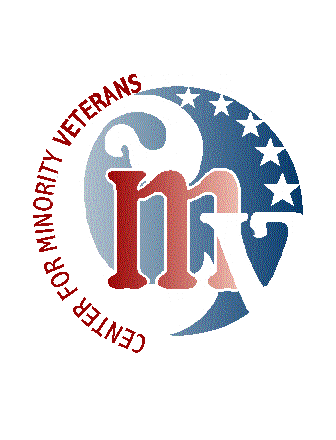 CENTER FOR MINORITY VETERANS
cmv